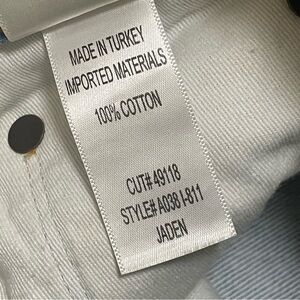 MADE IN TURKEY
IMPORTED MATERIALS
100% COTTON
CUT# 49118
STYLE# A038 I-811
JADEN